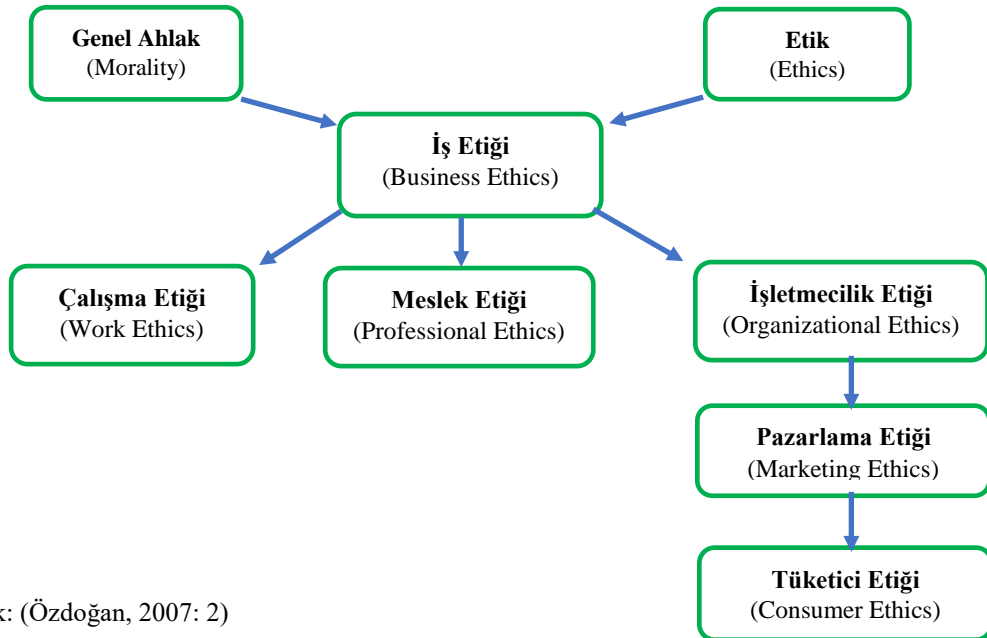 Genel Ahlak
(Morality)
Etik
(Ethics)
İş Etiği
(Business Ethics)
Çalışma Etiği
(Work Ethics)
Meslek Etiği
(Professional Ethics)
İşletmecilik Etiği
(Organizational Ethics)
Pazarlama Etiği
(Marketing Ethics)
Tüketici Etiği
(Consumer Ethics)
k: (Özdoğan, 2007: 2)